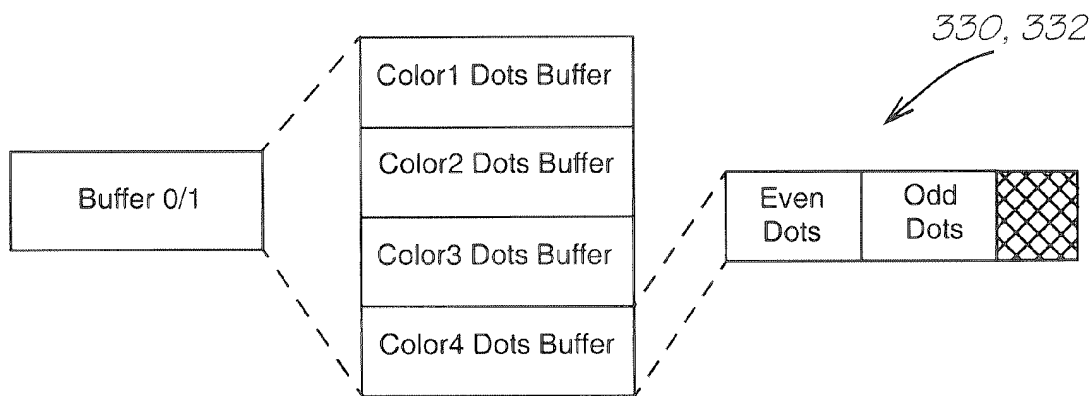 330, 332
Color1 Dots Buffer
Color2 Dots Buffer
Buffer 0/1
Even
Dots
Odd
Dots
Color3 Dots Buffer
Color4 Dots Buffer